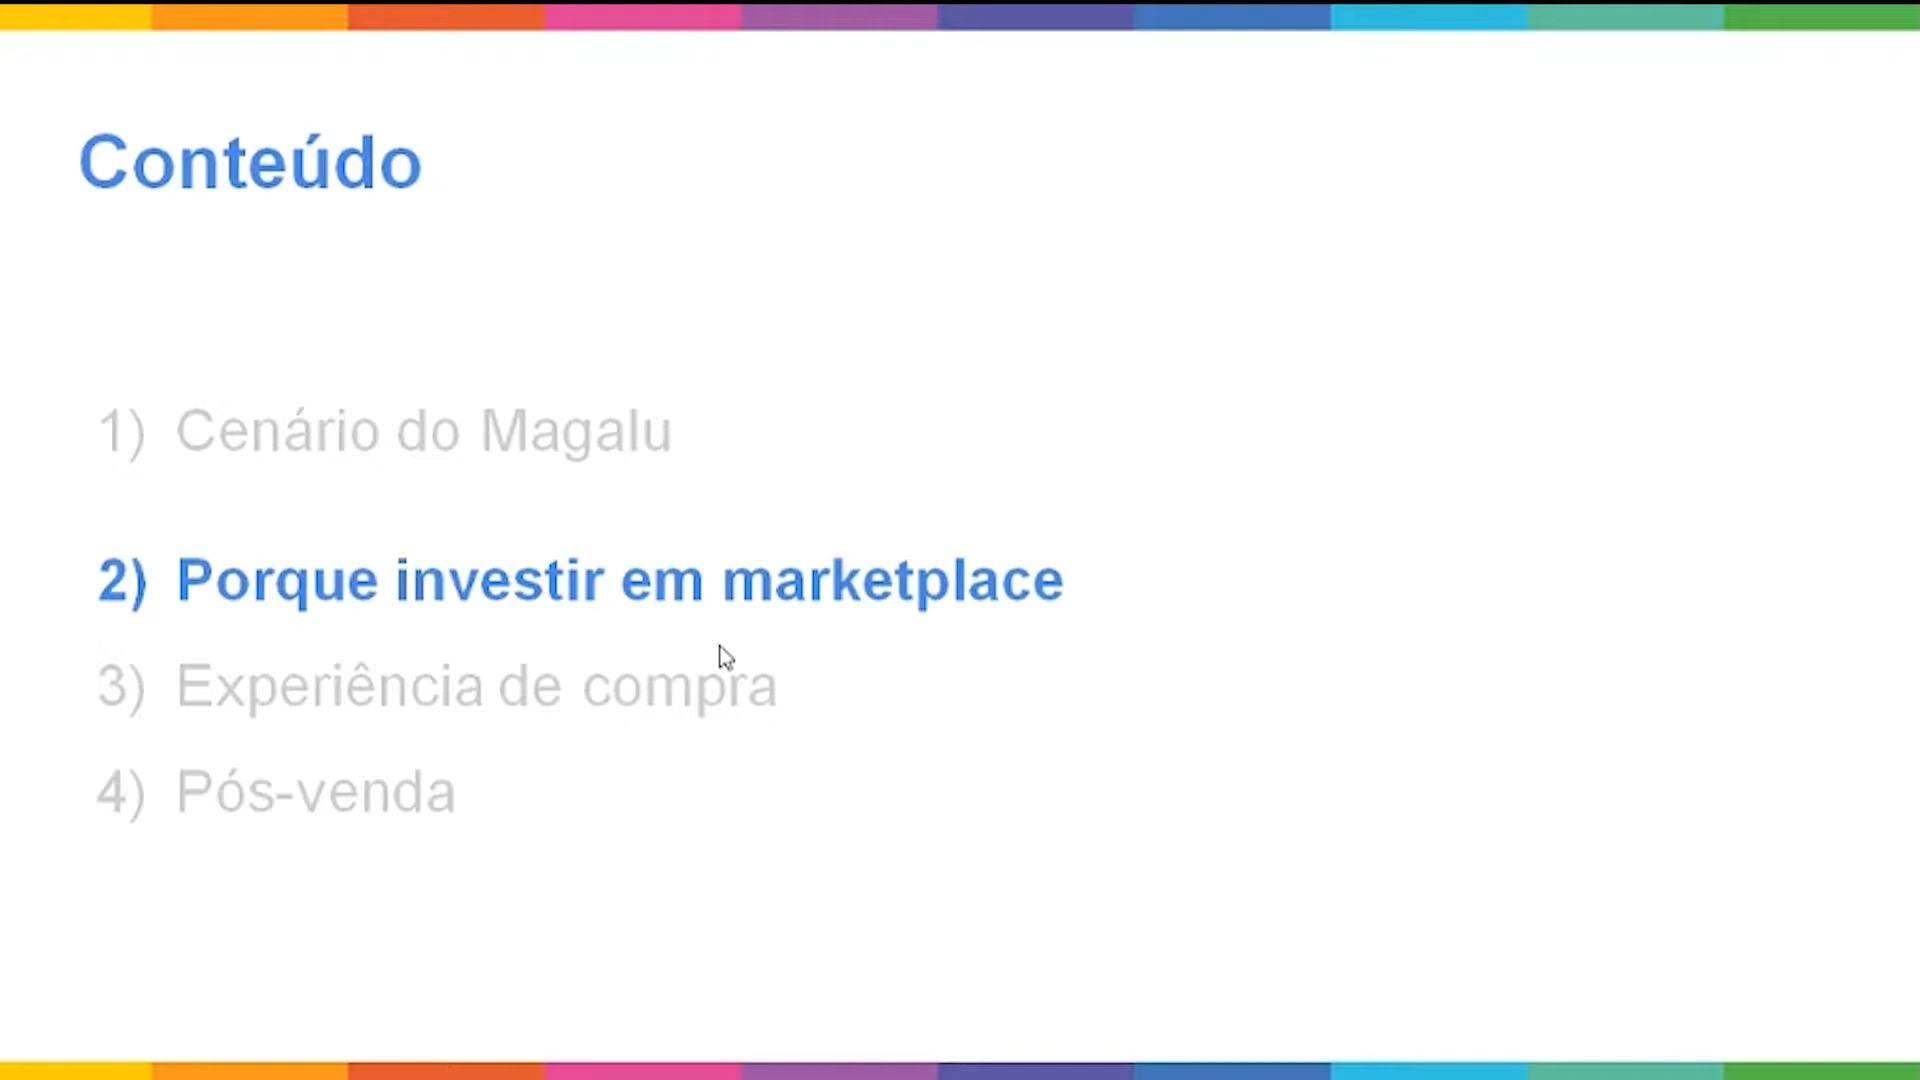 Conteúdo
1) Cenário do Magalu
2) Porque investir em marketplace
3) Experiência de compra
4) Pós-venda